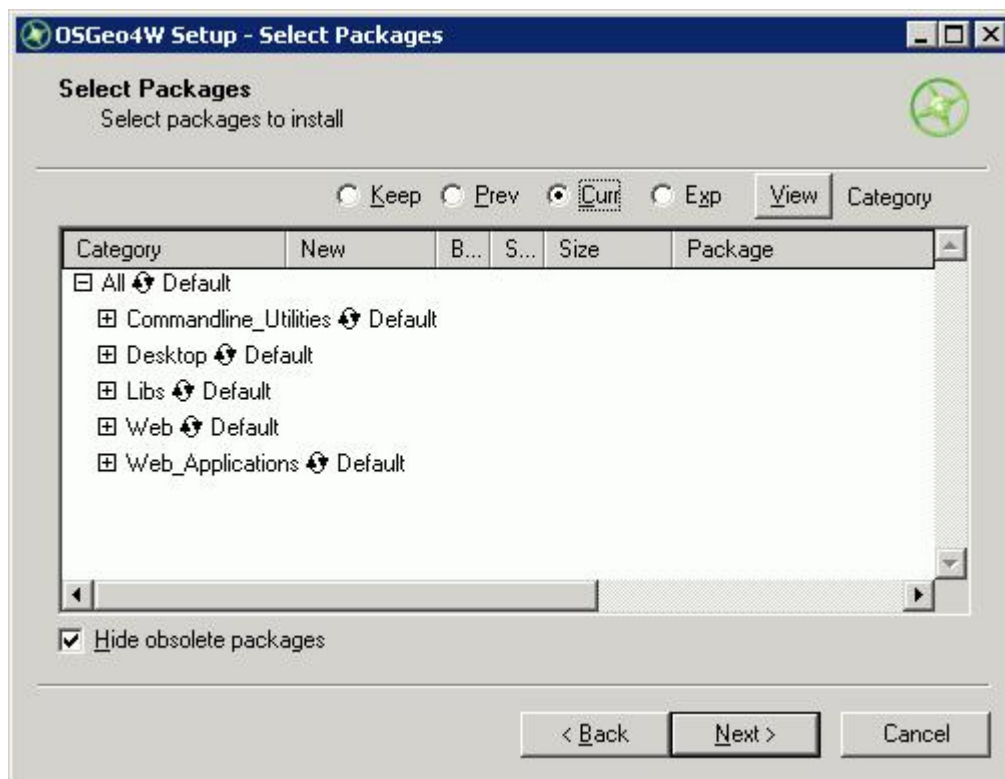 OSGeo4W Setup - Select Packages
Select Packages
Select packages to install
Keep Prev Curr Exp View Category
Category New B... S... Size Package
All Default
Commandline_Utilities Default
Desktop Default
Libs Default
Web Default
Web_Applications Default
Hide obsolete packages
< Back Next > Cancel